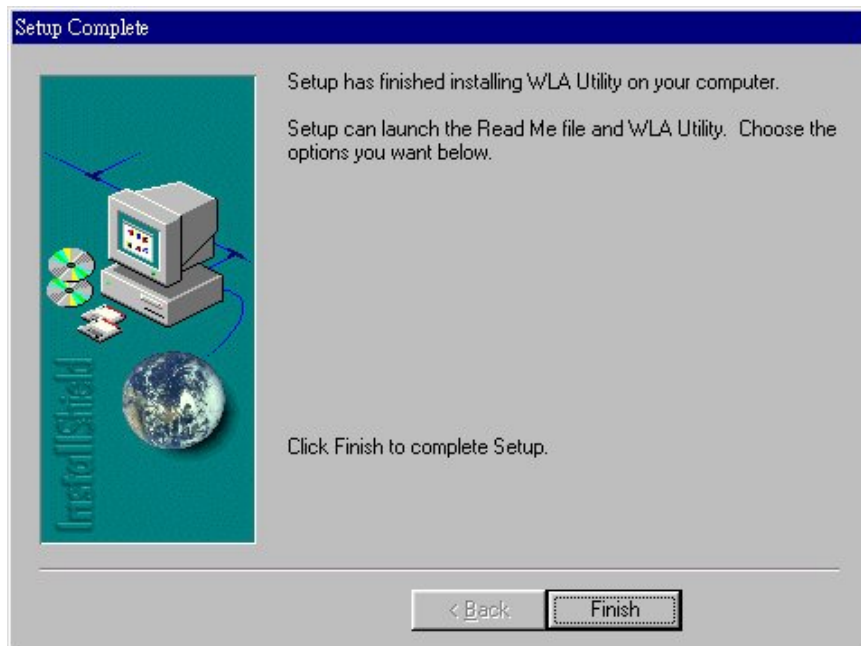 Setup Complete
Setup has finished installing WLA Utility on your computer.
Setup can launch the Read Me file and WLA Utility.  Choose the
options you want below.
InstallShield
Click Finish to complete Setup.
< Back
Finish